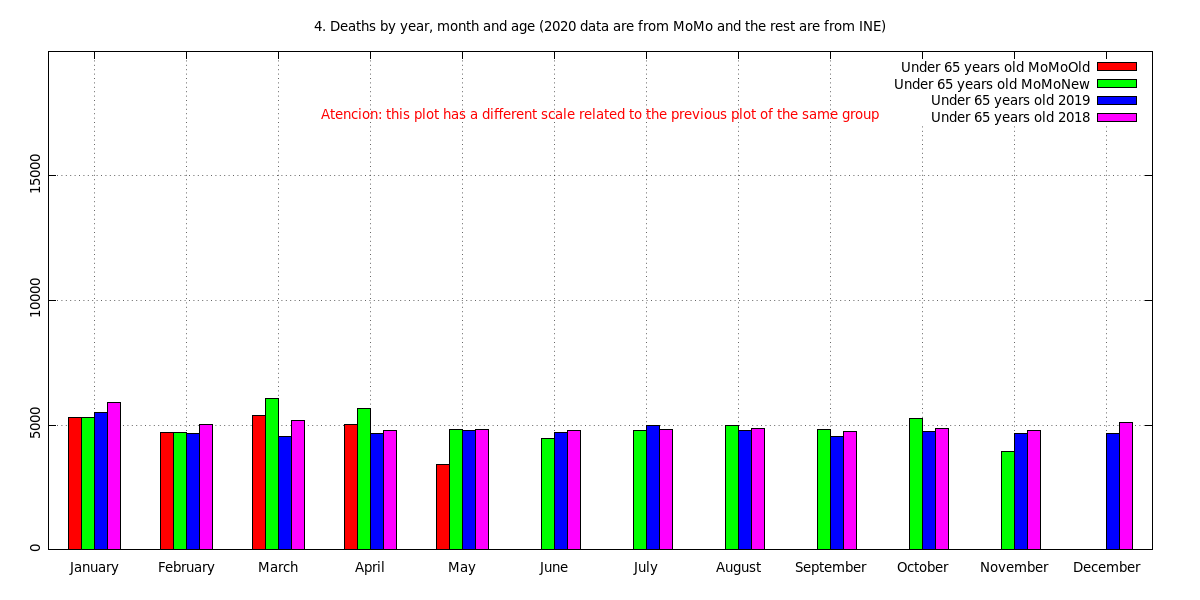 4. Deaths by year, month and age (2020 data are from MoMo and the rest are from INE)
Under 65 years old MoMoOld
Under 65 years old MoMoNew
Under 65 years old 2019
Under 65 years old 2018
Atencion: this plot has a different scale related to the previous plot of the same group
15000
10000
5000
0
January February March April May June July August September October November December